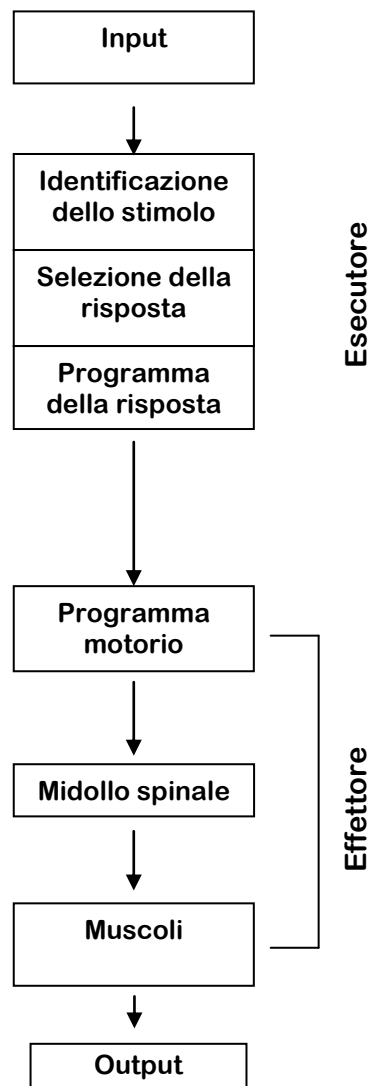 Input
Identificazione
dello stimolo
Selezione della
risposta
Programma
della risposta
Esecutore
Programma
motorio
Midollo spinale
Muscoli
Effettore
Output